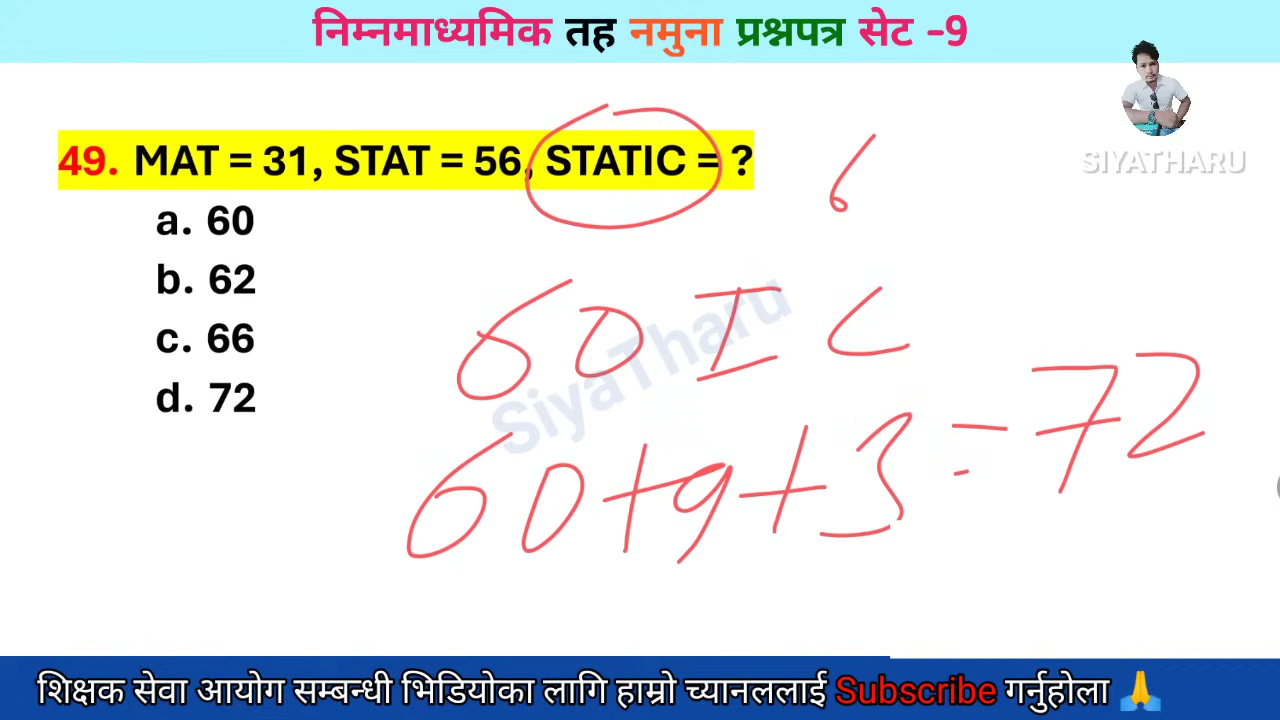 निम्नमाध्यमिक तह नमुना प्रश्नपत्र सेट -9
SIYATHARU
49. MAT = 31, STAT = 56, STATIC = ?
a. 60
b. 62
c. 66
d. 72
6
60 I C
60+9+3=72
SiyaTharu
शिक्षक सेवा आयोग सम्बन्धी भिडियोका लागि हाम्रो च्यानललाई Subscribe गर्नुहोला 🙏